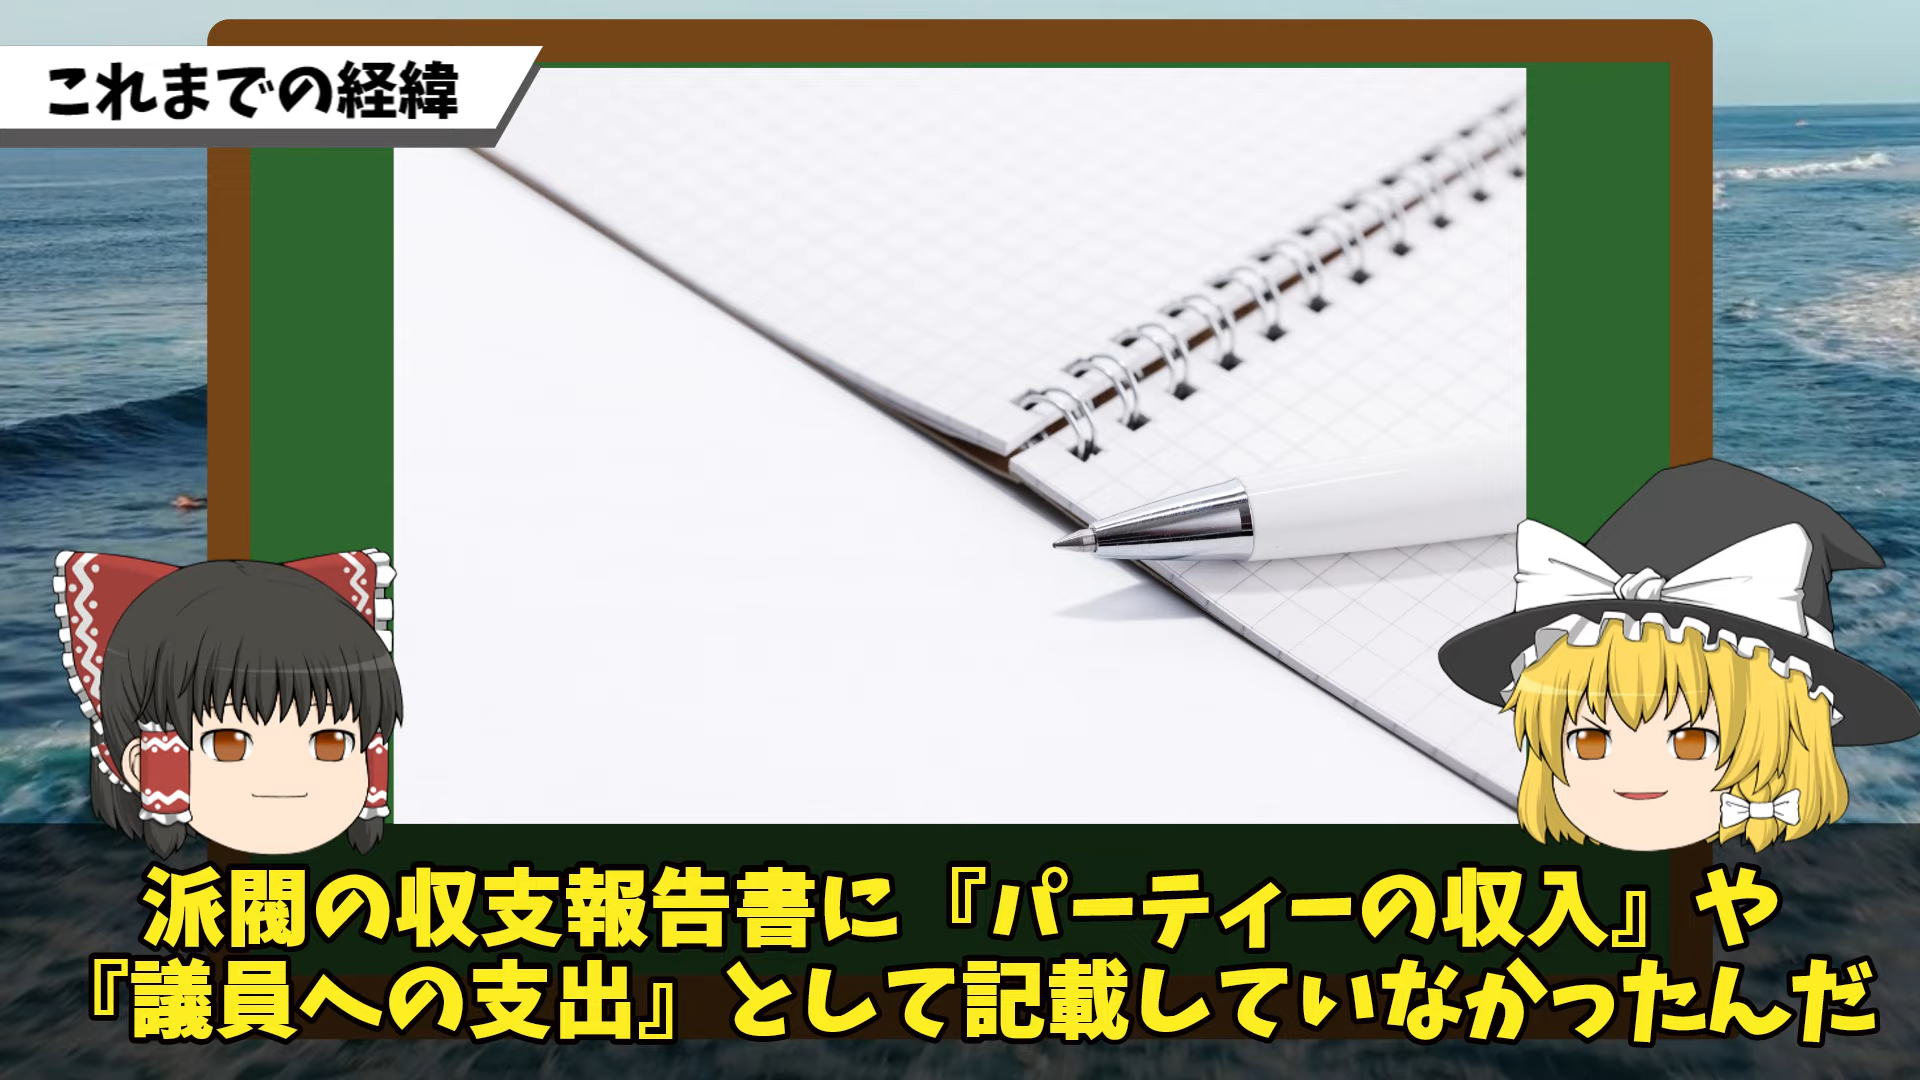 これまでの経緯
派閥の収支報告書に『パーティーの収入』や
『議員への支出』として記載していなかったんだ